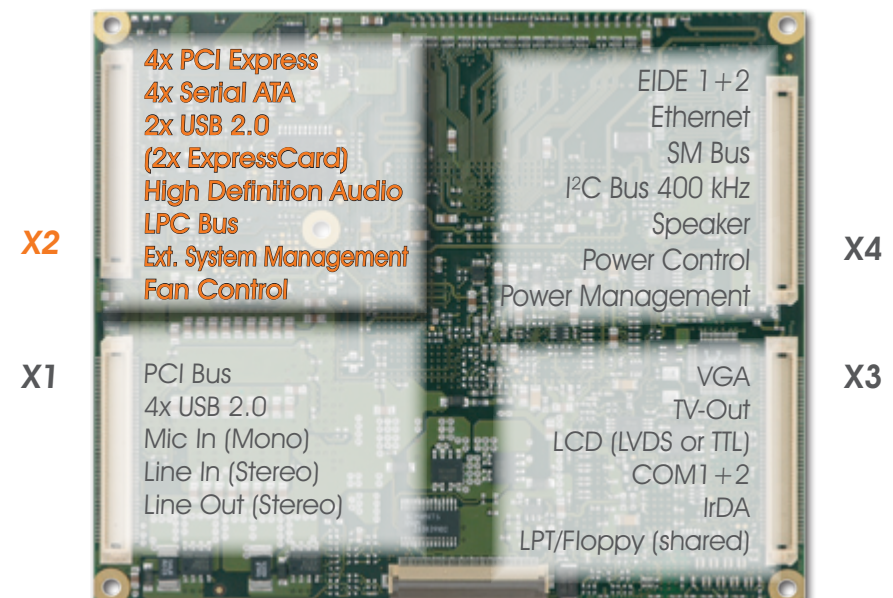 X2
4x PCI Express
4x Serial ATA
2x USB 2.0
(2x ExpressCard)
High Definition Audio
LPC Bus
Ext. System Management
Fan Control
EIDE 1+2
Ethernet
SM Bus
I²C Bus 400 kHz
Speaker
Power Control
Power Management
X4
X1
PCI Bus
4x USB 2.0
Mic In (Mono)
Line In (Stereo)
Line Out (Stereo)
VGA
TV-Out
LCD (LVDS or TTL)
COM1+2
IrDA
LPT/Floppy (shared)
X3